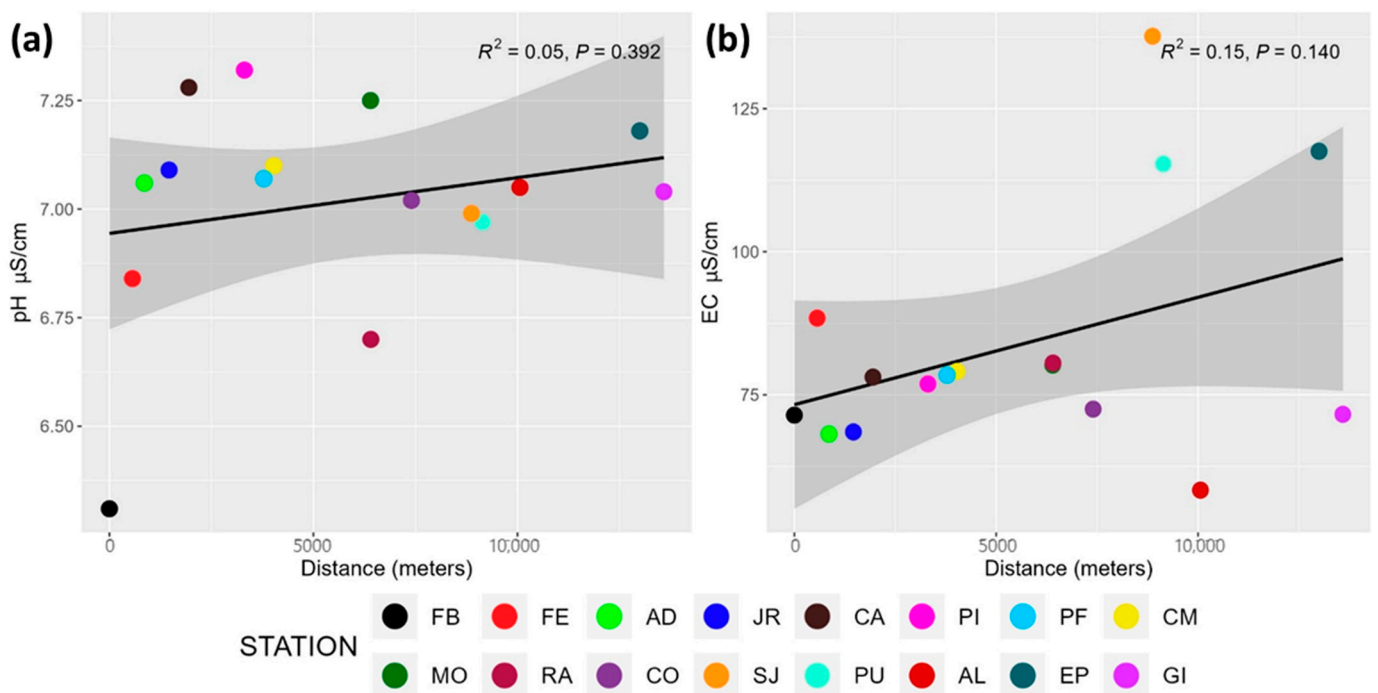 (a)
R² = 0.05, P = 0.392
7.25
7.00
6.75
6.50
pH μS/cm
0 5000 10,000
Distance (meters)
(b)
R² = 0.15, P = 0.140
125
100
75
EC μS/cm
0 5000 10,000
Distance (meters)
STATION
FB FE AD JR CA PI PF CM
MO RA CO SJ PU AL EP GI